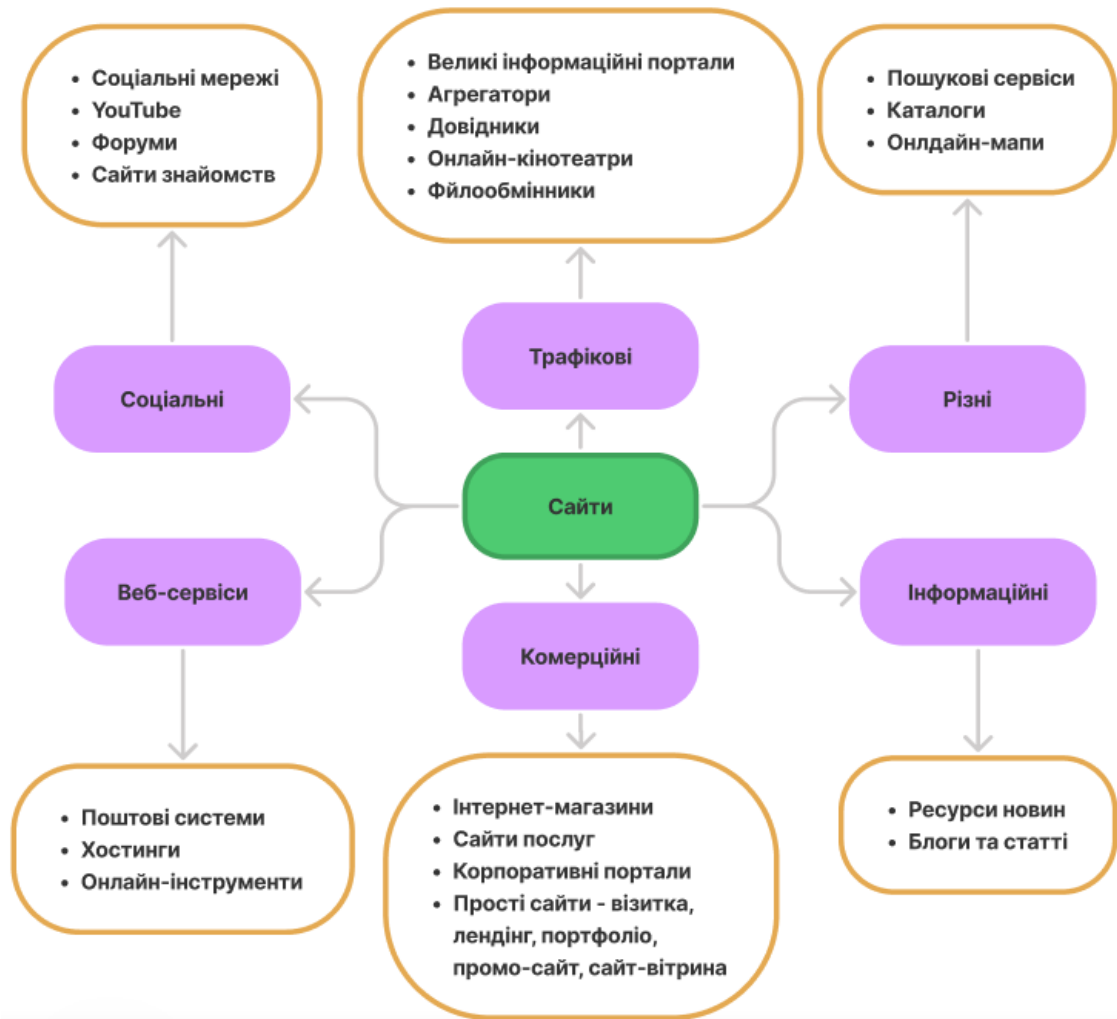 Соціальні мережі
YouTube
Форуми
Сайти знайомств
Великі інформаційні портали
Агрегатори
Довідники
Онлайн-кінотеатри
Фйлообмінники
Пошукові сервіси
Каталоги
Онлдайн-мапи
Трафікові
Соціальні
Різні
Сайти
Веб-сервіси
Інформаційні
Комерційні
Поштові системи
Хостинги
Онлайн-інструменти
Інтернет-магазини
Сайти послуг
Корпоративні портали
Прості сайти - візитка,
лендінг, портфоліо,
промо-сайт, сайт-вітрина
Ресурси новин
Блоги та статті